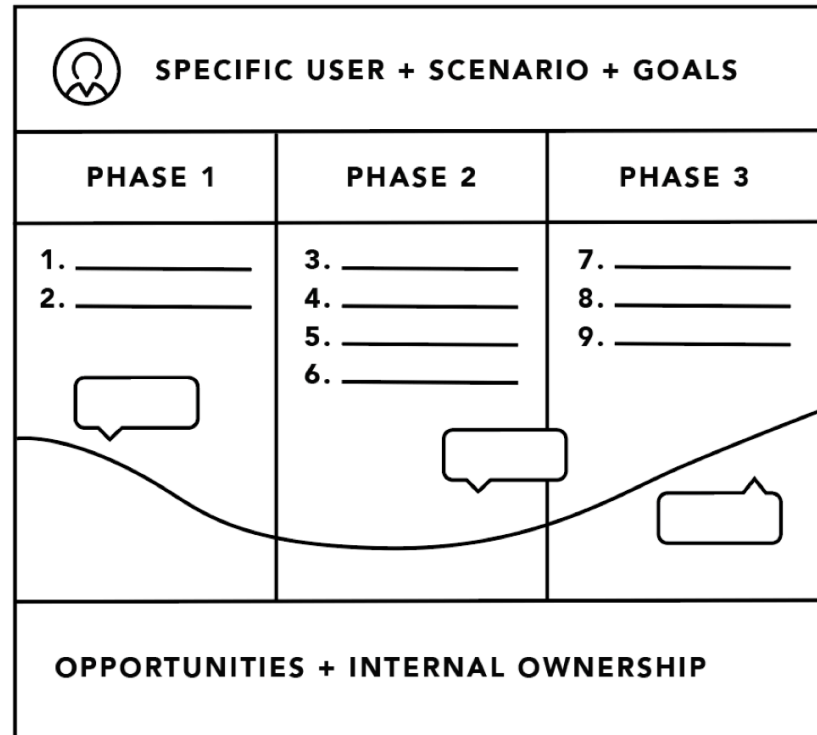 SPECIFIC USER + SCENARIO + GOALS
PHASE 1
PHASE 2
PHASE 3
1.
2.
3.
4.
5.
6.
7.
8.
9.
OPPORTUNITIES + INTERNAL OWNERSHIP